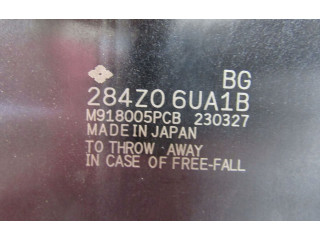 BG
284Z0 6UA1B
M918005PCB 230327
MADE IN JAPAN
TO THROW AWAY
IN CASE OF FREE-FALL